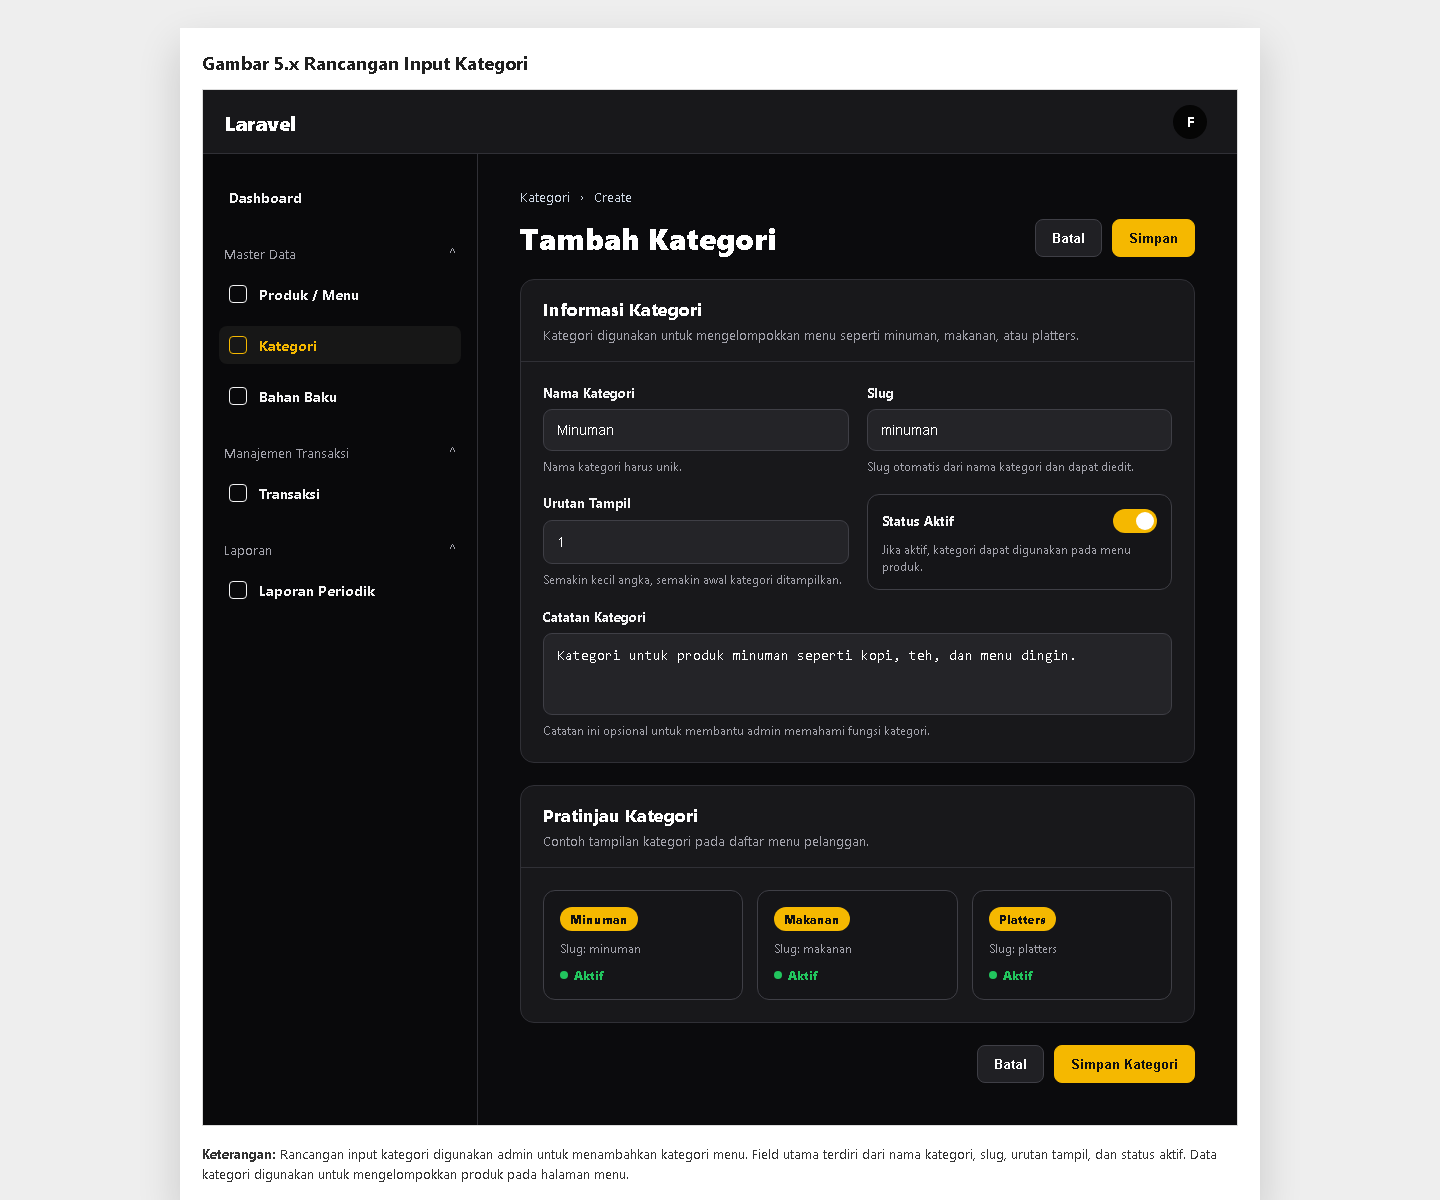 Gambar 5.x Rancangan Input Kategori
Laravel
F
Dashboard
Master Data ^
Produk / Menu
Kategori
Bahan Baku
Manajemen Transaksi ^
Transaksi
Laporan ^
Laporan Periodik
Kategori › Create
Tambah Kategori
Batal
Simpan
Informasi Kategori
Kategori digunakan untuk mengelompokkan menu seperti minuman, makanan, atau platters.
Nama Kategori
Minuman
Nama kategori harus unik.
Slug
minuman
Slug otomatis dari nama kategori dan dapat diedit.
Urutan Tampil
1
Semakin kecil angka, semakin awal kategori ditampilkan.
Status Aktif
Jika aktif, kategori dapat digunakan pada menu
produk.
Catatan Kategori
Kategori untuk produk minuman seperti kopi, teh, dan menu dingin.
Catatan ini opsional untuk membantu admin memahami fungsi kategori.
Pratinjau Kategori
Contoh tampilan kategori pada daftar menu pelanggan.
Minuman
Slug: minuman
Aktif
Makanan
Slug: makanan
Aktif
Platters
Slug: platters
Aktif
Batal
Simpan Kategori
Keterangan: Rancangan input kategori digunakan admin untuk menambahkan kategori menu. Field utama terdiri dari nama kategori, slug, urutan tampil, dan status aktif. Data
kategori digunakan untuk mengelompokkan produk pada halaman menu.